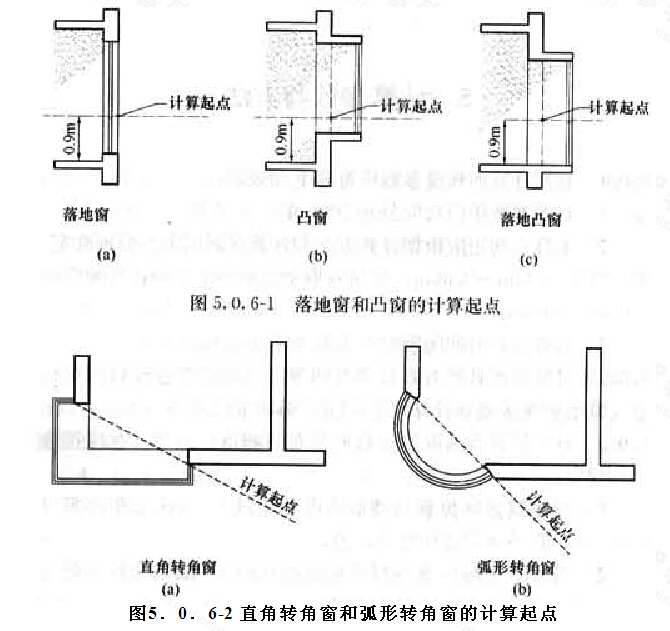 计算起点
计算起点
计算起点
0.9m
0.9m
0.9m
落地窗
凸窗
落地凸窗
(a)
(b)
(c)
图 5.0.6-1 落地窗和凸窗的计算起点
计算起点
计算起点
直角转角窗
弧形转角窗
(a)
(b)
图5．0．6-2 直角转角窗和弧形转角窗的计算起点